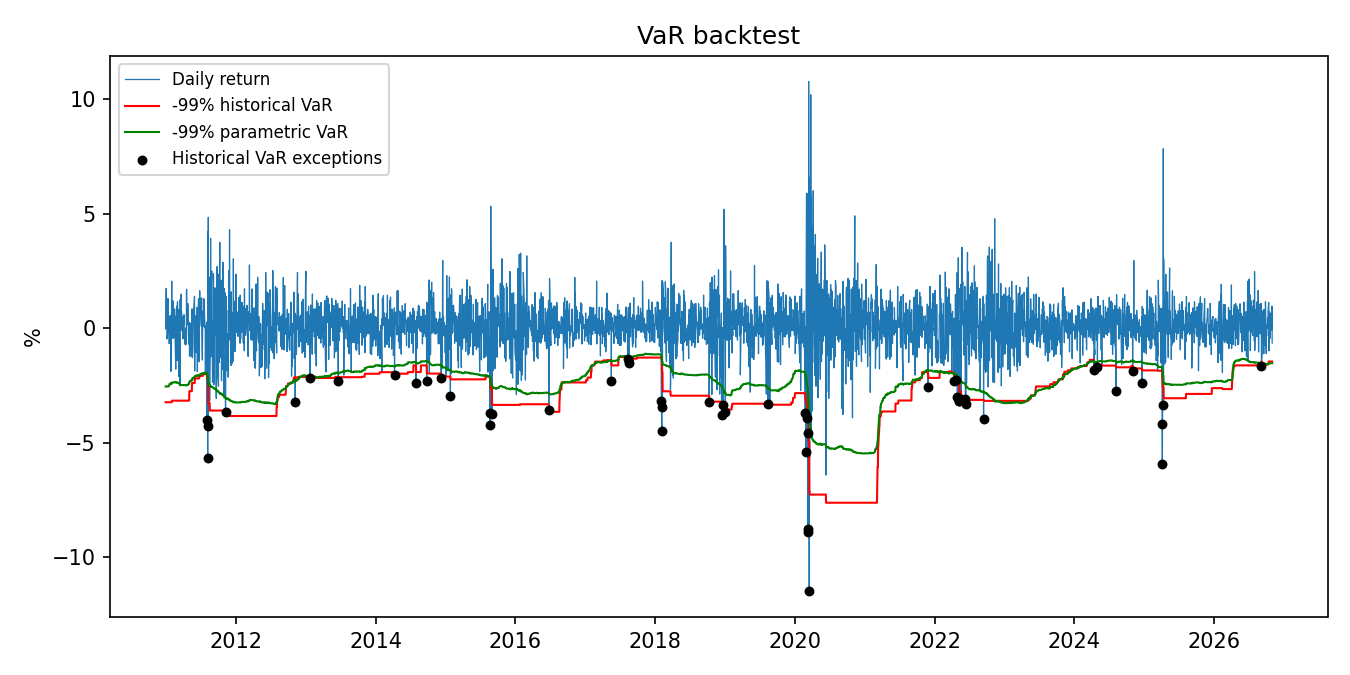 VaR backtest
Daily return
-99% historical VaR
-99% parametric VaR
Historical VaR exceptions
%
10
5
0
−5
−10
2012 2014 2016 2018 2020 2022 2024 2026